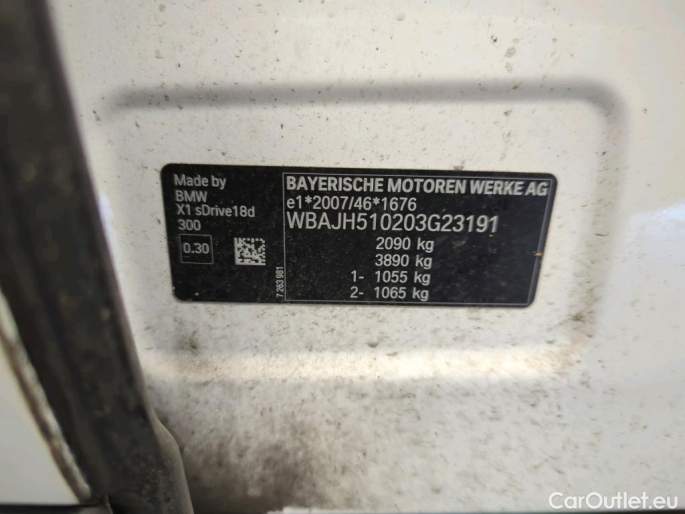 Made by
BMW
X1 sDrive18d
300
0.30
7 263 981
BAYERISCHE MOTOREN WERKE AG
e1*2007/46*1676
WBAJH510203G23191
2090 kg
3890 kg
1- 1055 kg
2- 1065 kg
CarOutlet.eu